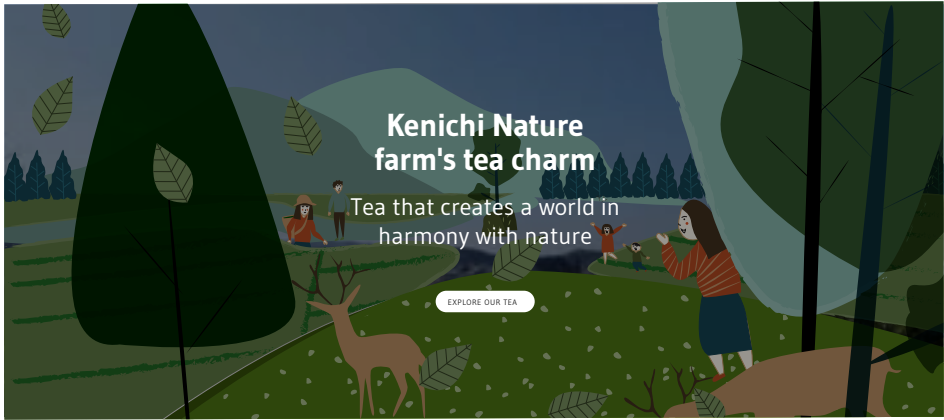 Kenichi Nature
farm's tea charm
Tea that creates a world in
harmony with nature
EXPLORE OUR TEA